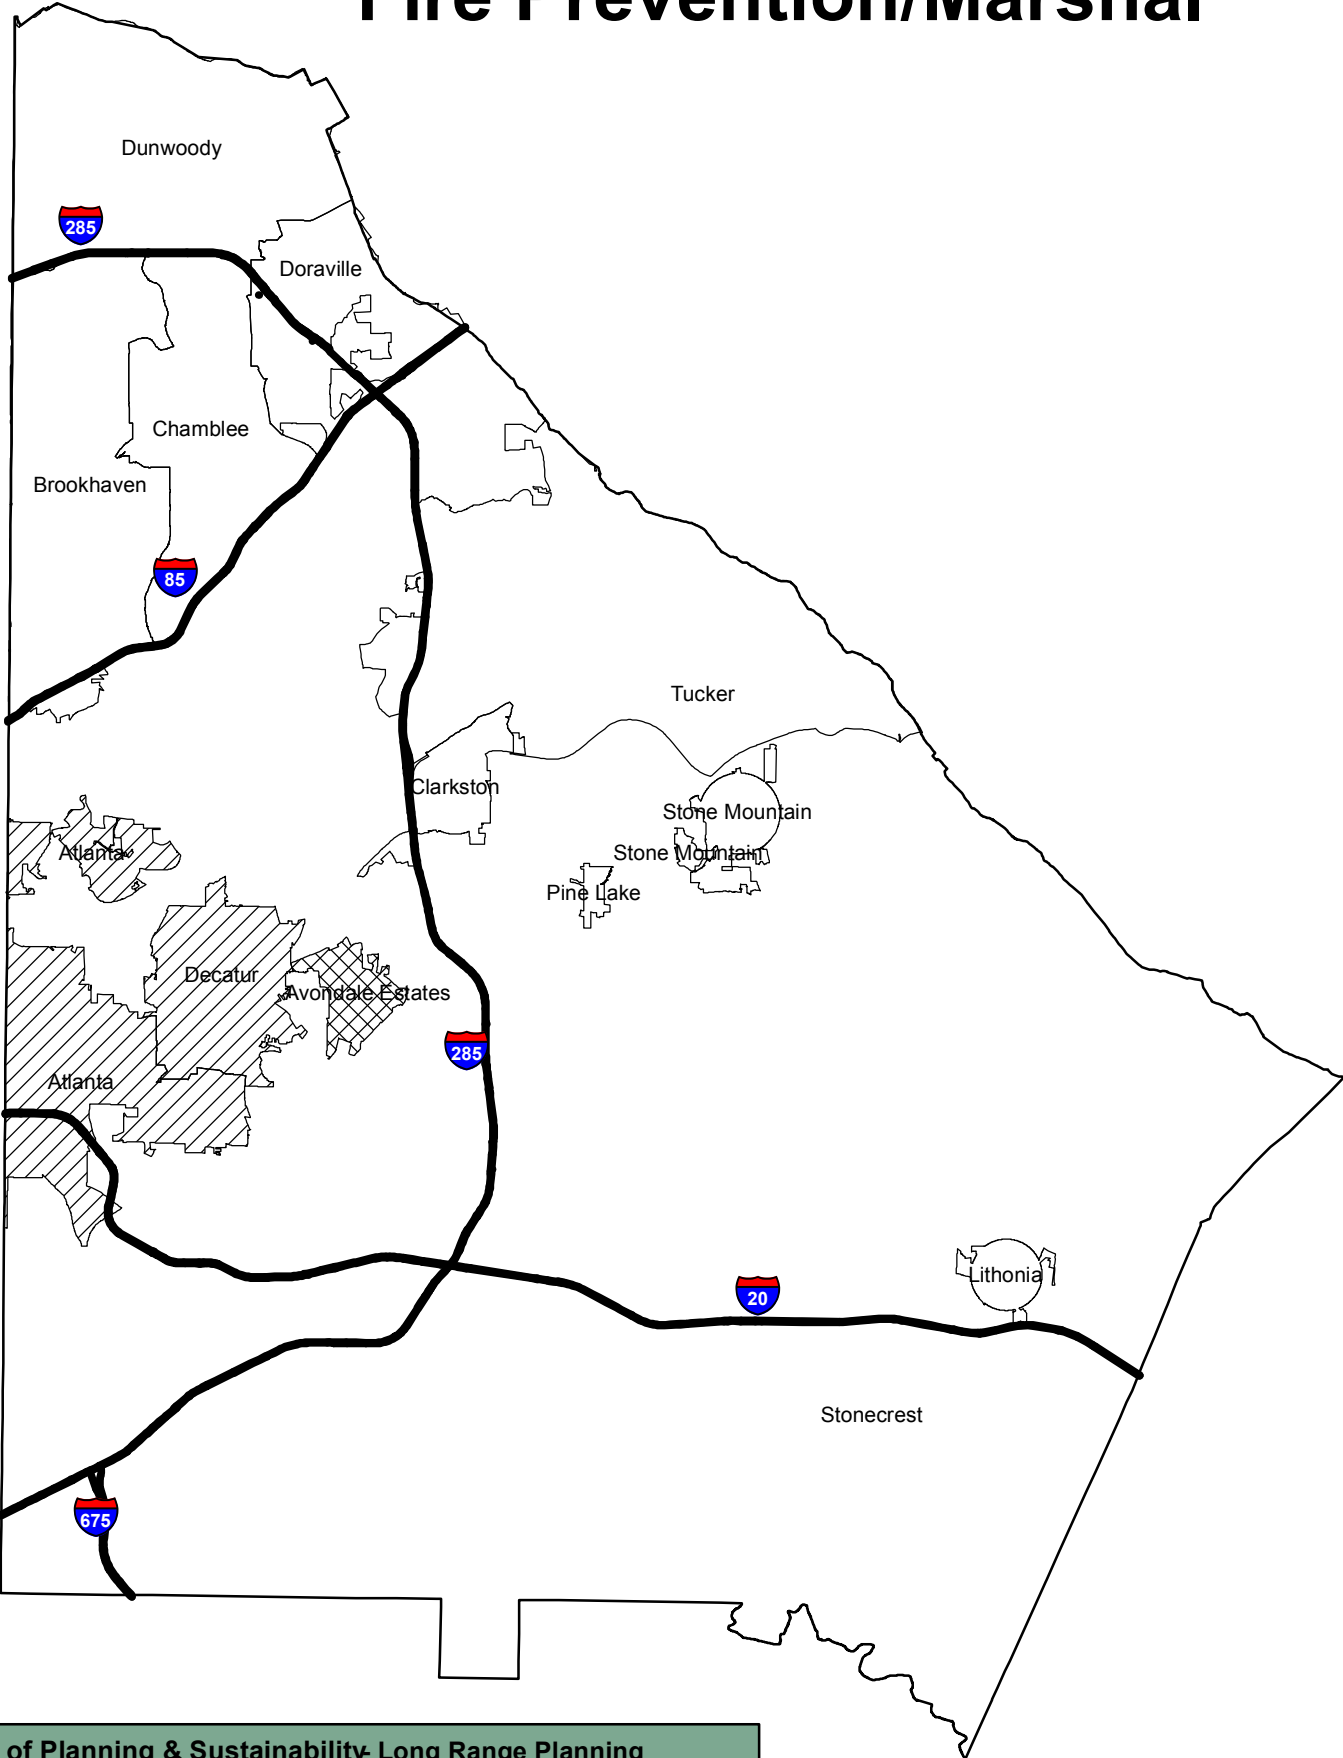 Fire Prevention/Marshal
Dunwoody
285
Doraville
Chamblee
Brookhaven
85
Tucker
Clarkston
Stone Mountain
Stone Mountain
Atlanta
Pine Lake
Decatur
Avondale Estates
285
Atlanta
Lithonia
20
Stonecrest
675
of Planning & Sustainability- Long Range Planning